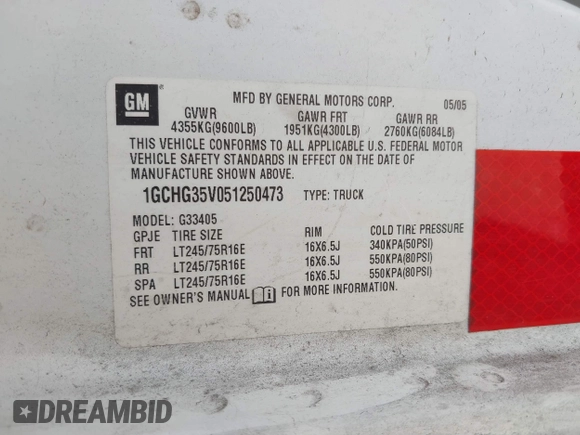 GM
MFD BY GENERAL MOTORS CORP. 05/05
GVWR GAWR FRT GAWR RR
4355KG(9600LB) 1951KG(4300LB) 2760KG(6084LB)
THIS VEHICLE CONFORMS TO ALL APPLICABLE U.S. FEDERAL MOTOR
VEHICLE SAFETY STANDARDS IN EFFECT ON THE DATE OF
MANUFACTURE SHOWN ABOVE.
1GCHG35V051250473 TYPE: TRUCK
MODEL: G33405
GPJE TIRE SIZE RIM COLD TIRE PRESSURE
FRT LT245/75R16E 16X6.5J 340KPA(50PSI)
RR LT245/75R16E 16X6.5J 550KPA(80PSI)
SPA LT245/75R16E 16X6.5J 550KPA(80PSI)
SEE OWNER'S MANUAL FOR MORE INFORMATION.
DREAMBID